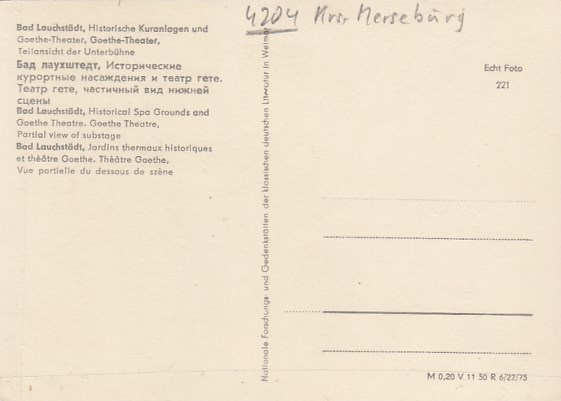 4204 Krs. Merseburg
Bad Lauchstädt, Historische Kuranlagen und
Goethe-Theater, Goethe-Theater,
Teilansicht der Unterbühne
Бад лаухштедт, Исторические
курортные насаждения и театр гете.
Театр гете, частичный вид нижней
сцены
Bad Lauchstädt, Historical Spa Grounds and
Goethe Theatre. Goethe Theatre,
Partial view of substage
Bad Lauchstädt, Jardins thermaux historiques
et théâtre Goethe. Théâtre Goethe,
Vue partielle du dessous de szène
Nationale Forschungs- und Gedenkstätten der klassischen deutschen Literatur in Weimar
Echt Foto
221
M 0,20 V 11 50 R 6/22/75